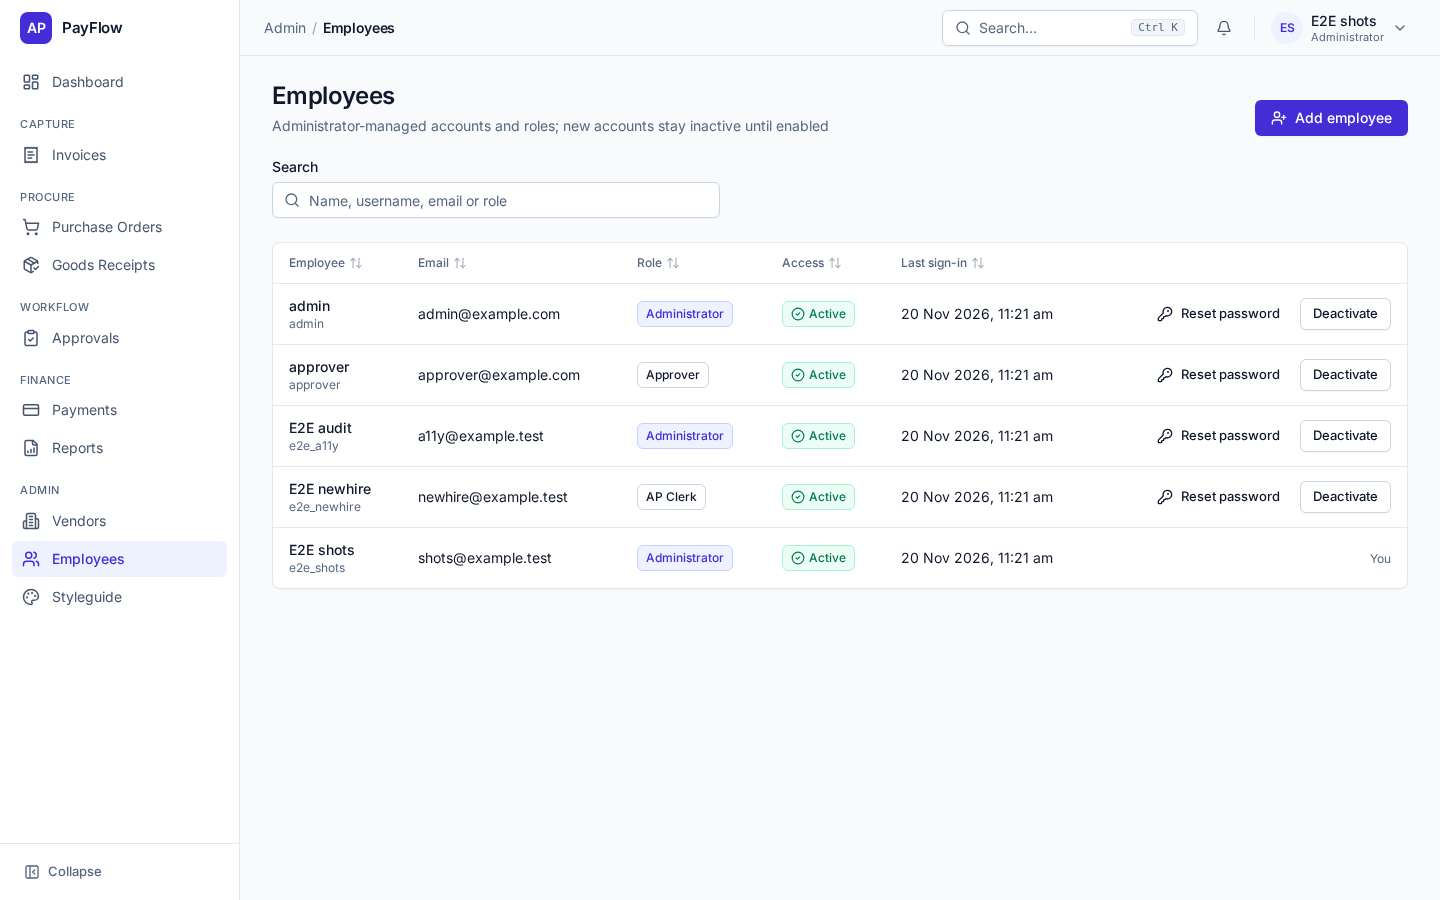 AP PayFlow
Dashboard
CAPTURE
Invoices
PROCURE
Purchase Orders
Goods Receipts
WORKFLOW
Approvals
FINANCE
Payments
Reports
ADMIN
Vendors
Employees
Styleguide
Collapse
Admin / Employees
Search... Ctrl K
ES E2E shots
Administrator
Employees
Administrator-managed accounts and roles; new accounts stay inactive until enabled
Add employee
Search
Name, username, email or role
Employee Email Role Access Last sign-in
admin
admin
admin@example.com Administrator Active 20 Nov 2026, 11:21 am Reset password Deactivate
approver
approver
approver@example.com Approver Active 20 Nov 2026, 11:21 am Reset password Deactivate
E2E audit
e2e_a11y
a11y@example.test Administrator Active 20 Nov 2026, 11:21 am Reset password Deactivate
E2E newhire
e2e_newhire
newhire@example.test AP Clerk Active 20 Nov 2026, 11:21 am Reset password Deactivate
E2E shots
e2e_shots
shots@example.test Administrator Active 20 Nov 2026, 11:21 am You